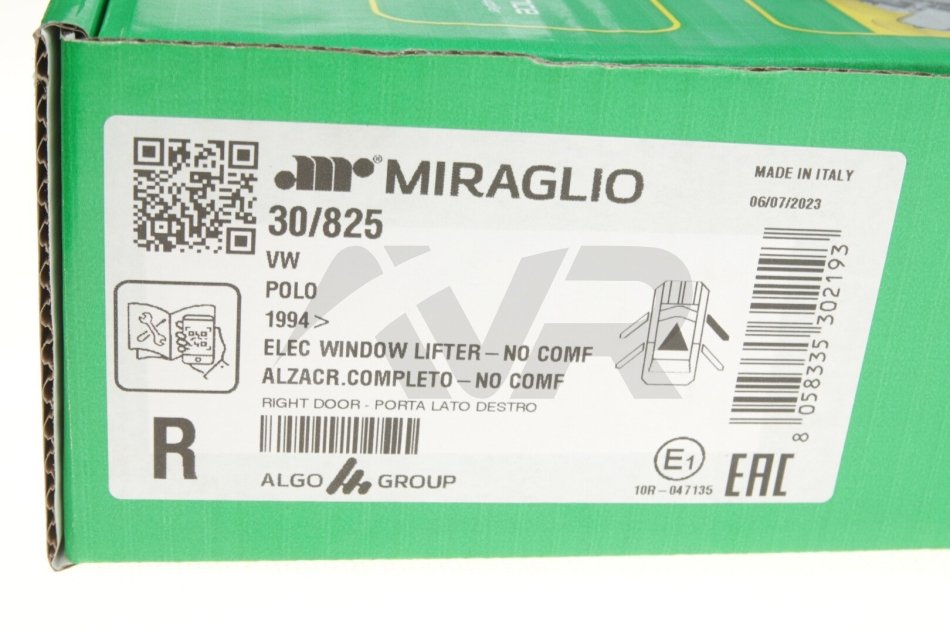 MIRAGLIO
30/825
VW
POLO
1994 >
ELEC WINDOW LIFTER – NO COMF
ALZACR.COMPLETO – NO COMF
RIGHT DOOR - PORTA LATO DESTRO
R
ALGO GROUP
MADE IN ITALY
06/07/2023
8 058335 302193
E1
10R – 047135
EAC
VR